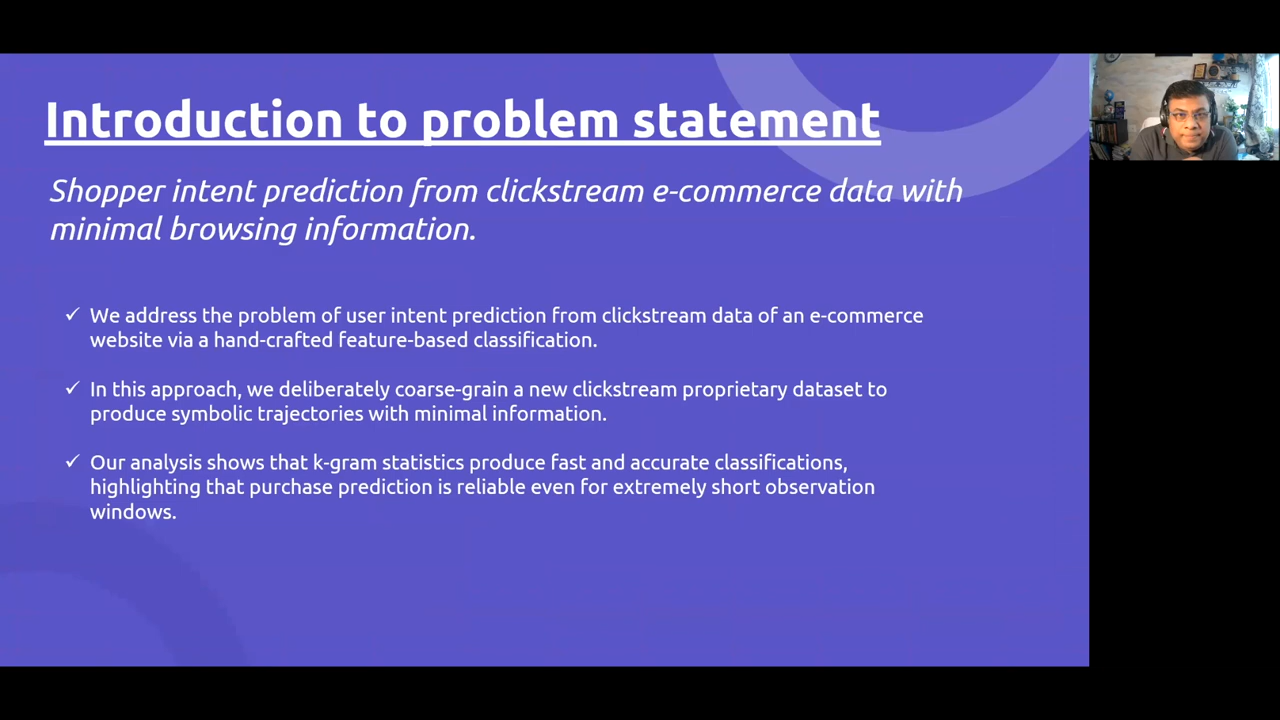 Introduction to problem statement
Shopper intent prediction from clickstream e-commerce data with
minimal browsing information.
✓ We address the problem of user intent prediction from clickstream data of an e-commerce
website via a hand-crafted feature-based classification.
✓ In this approach, we deliberately coarse-grain a new clickstream proprietary dataset to
produce symbolic trajectories with minimal information.
✓ Our analysis shows that k-gram statistics produce fast and accurate classifications,
highlighting that purchase prediction is reliable even for extremely short observation
windows.